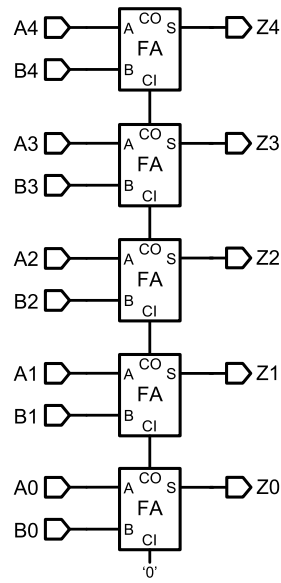 CO
A4 A S Z4
FA
B4 B
CI
CO
A3 A S Z3
FA
B3 B
CI
CO
A2 A S Z2
FA
B2 B
CI
CO
A1 A S Z1
FA
B1 B
CI
CO
A0 A S Z0
FA
B0 B
CI
'0'